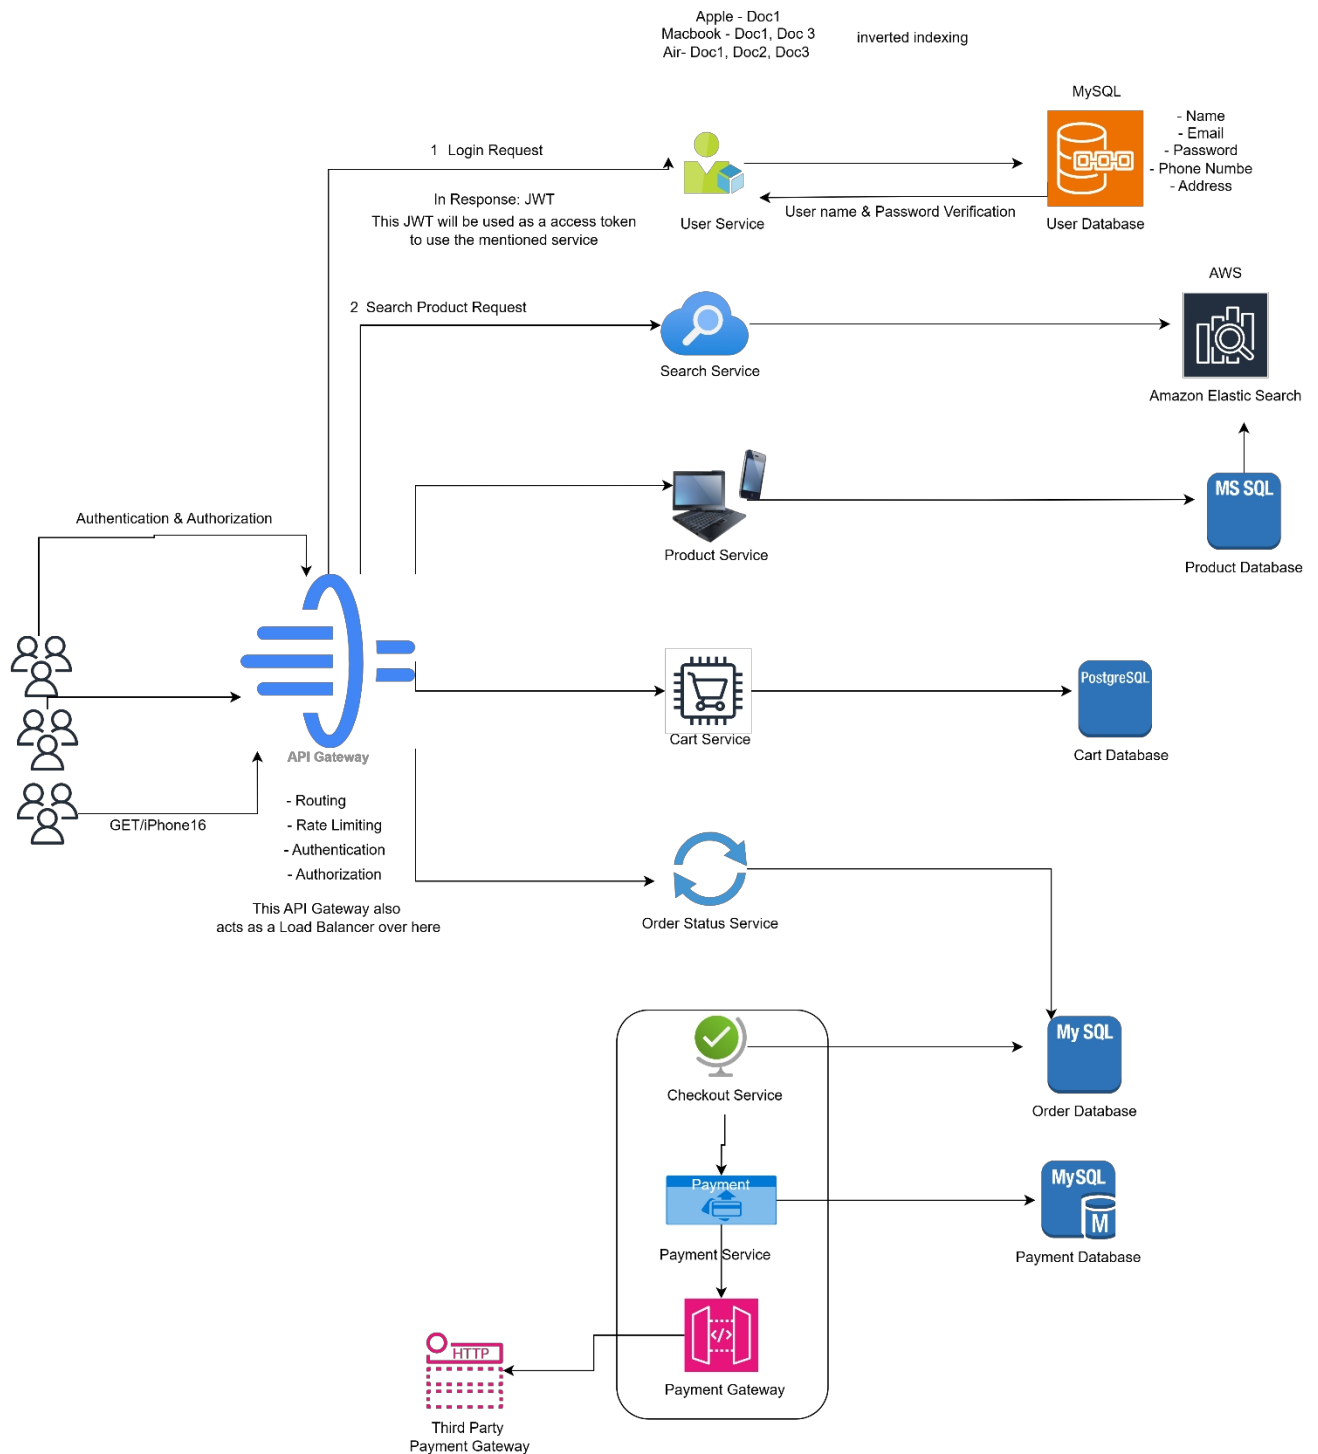 Apple - Doc1
Macbook - Doc1, Doc 3
Air- Doc1, Doc2, Doc3
inverted indexing
MySQL
- Name
- Email
- Password
- Phone Numbe
- Address
1 Login Request
In Response: JWT
This JWT will be used as a access token
to use the mentioned service
User Service
User name & Password Verification
User Database
AWS
2 Search Product Request
Search Service
Amazon Elastic Search
MS SQL
Authentication & Authorization
Product Service
Product Database
PostgreSQL
Cart Service
Cart Database
API Gateway
GET/iPhone16
- Routing
- Rate Limiting
- Authentication
- Authorization
This API Gateway also
acts as a Load Balancer over here
Order Status Service
My SQL
Checkout Service
Order Database
Payment
MySQL
M
Payment Service
Payment Database
</>
HTTP
Payment Gateway
Third Party
Payment Gateway